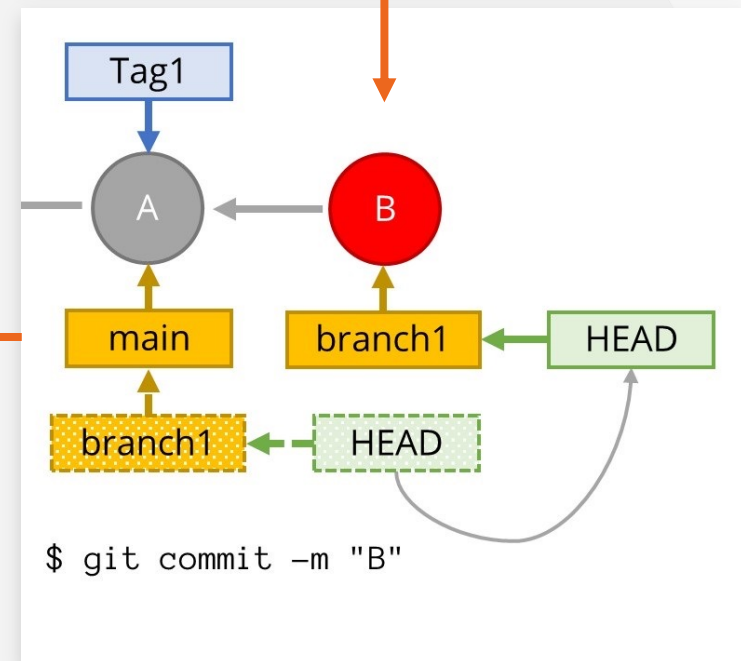 Tag1
A
B
main
branch1
HEAD
branch1
HEAD
$ git commit –m "B"